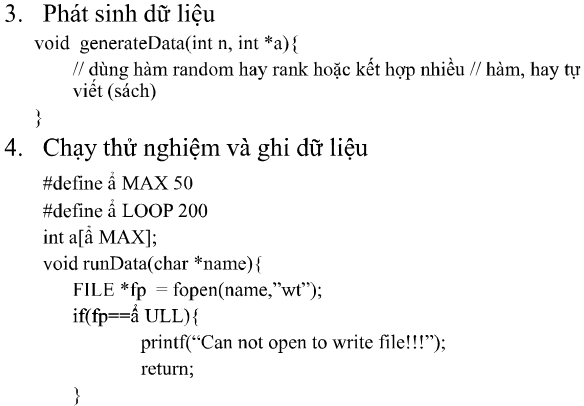 3. Phát sinh dữ liệu
void generateData(int n, int *a){
// dùng hàm random hay rank hoặc kết hợp nhiều // hàm, hay tự
viết (sách)
}
4. Chạy thử nghiệm và ghi dữ liệu
#define ẩ MAX 50
#define ẩ LOOP 200
int a[ẩ MAX];
void runData(char *name){
FILE *fp = fopen(name,”wt”);
if(fp==ẩ ULL){
printf(“Can not open to write file!!!”);
return;
}